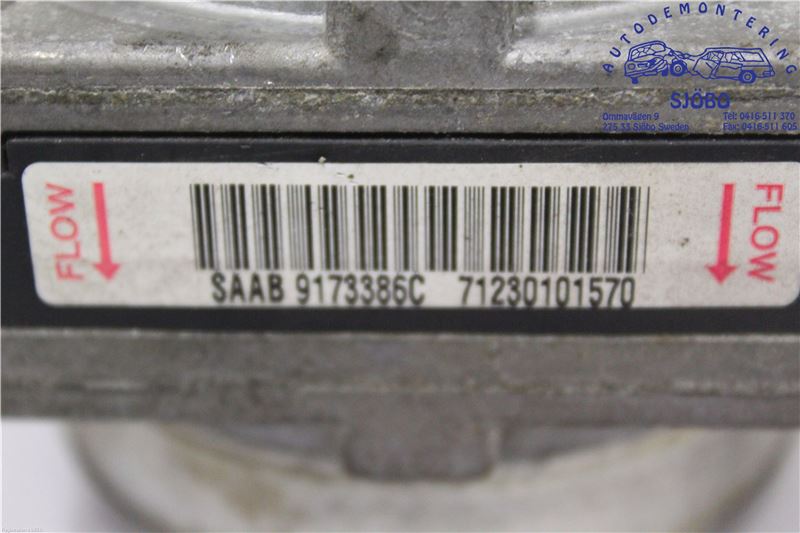 AUTODEMONTERING
SJÖBO
Ommavägen 9
275 33 Sjöbo Sweden
Tel: 0416-511 370
Fax: 0416-511 605
FLOW
FLOW
SAAB 9173386C 71230101570